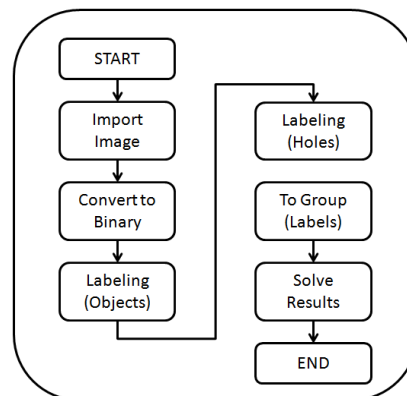 START
Import
Image
Convert to
Binary
Labeling
(Objects)
Labeling
(Holes)
To Group
(Labels)
Solve
Results
END